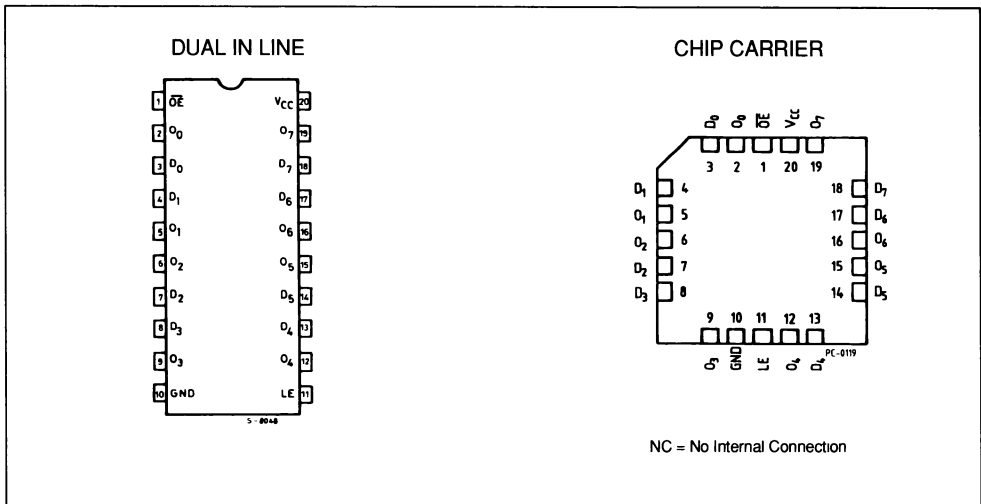 DUAL IN LINE
1 O̅E̅ VCC 20
2 O0 O7 19
3 D0 D7 18
4 D1 D6 17
5 O1 O6 16
6 O2 O5 15
7 D2 D5 14
8 D3 D4 13
9 O3 O4 12
10 GND LE 11
S-8048
CHIP CARRIER
D0 O0 O̅E̅ VCC O7
3 2 1 20 19
D1 4 18 D7
O1 5 17 D6
O2 6 16 O6
D2 7 15 O5
D3 8 14 D5
9 10 11 12 13
O3 GND LE O4 D4
PC-0119
NC = No Internal Connection